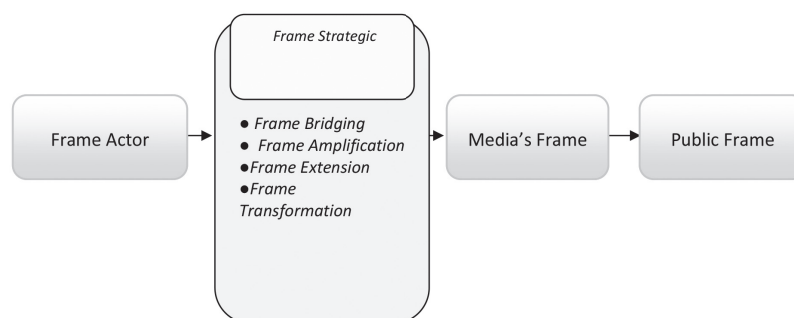 Frame Actor
Frame Strategic
● Frame Bridging
● Frame Amplification
●Frame Extension
●Frame
Transformation
Media's Frame
Public Frame